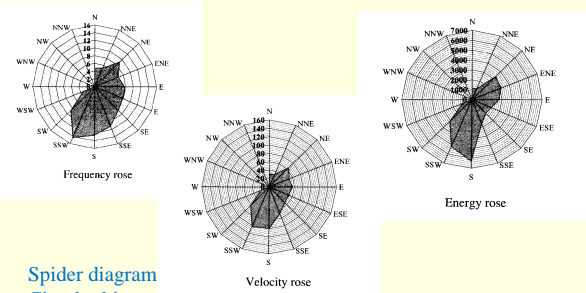 N
NNW
NNE
NW
NE
WNW
ENE
W
E
WSW
ESE
SW
SE
SSW
SSE
S
16
14
12
10
8
6
4
2
Frequency rose
N
NNW
NNE
NW
NE
WNW
ENE
W
E
WSW
ESE
SW
SE
SSW
SSE
S
160
140
120
100
80
60
40
20
Velocity rose
N
NNW
NNE
NW
NE
WNW
ENE
W
E
WSW
ESE
SW
SE
SSW
SSE
S
7000
6000
5000
4000
3000
2000
1000
Energy rose
Spider diagram